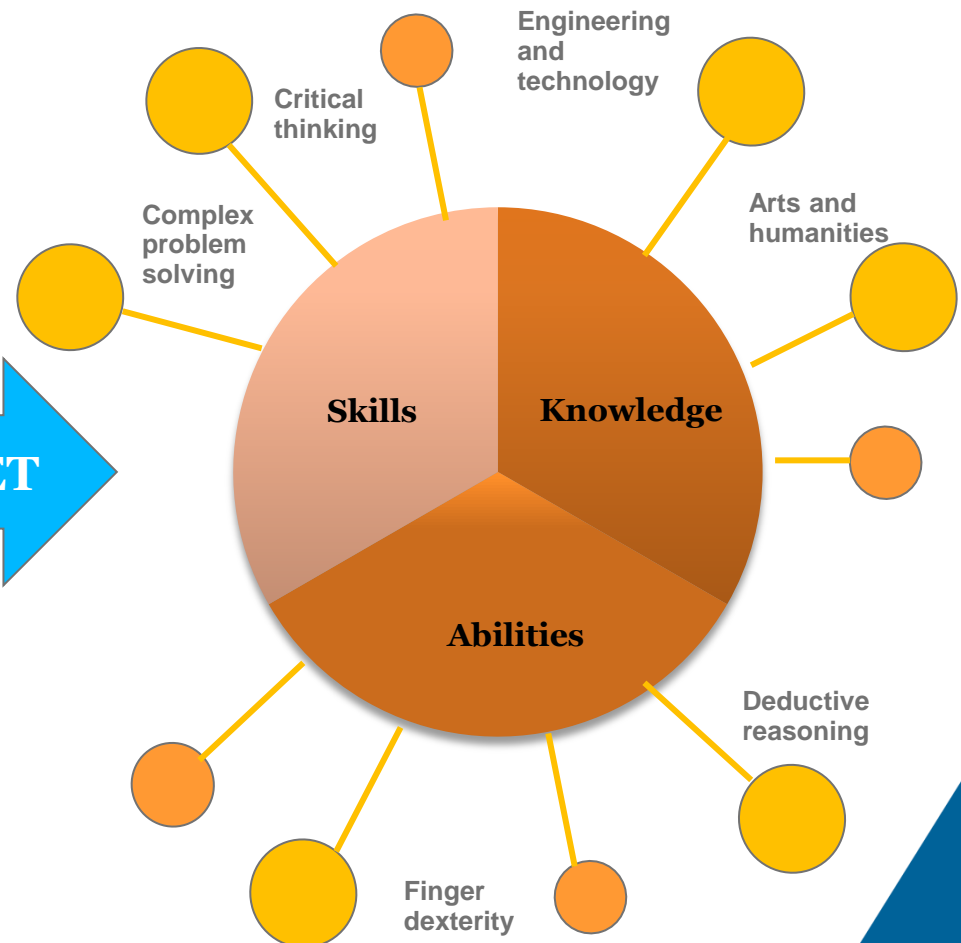 Engineering
and
technology
Critical
thinking
Complex
problem
solving
Arts and
humanities
Skills
Knowledge
Abilities
Deductive
reasoning
Finger
dexterity